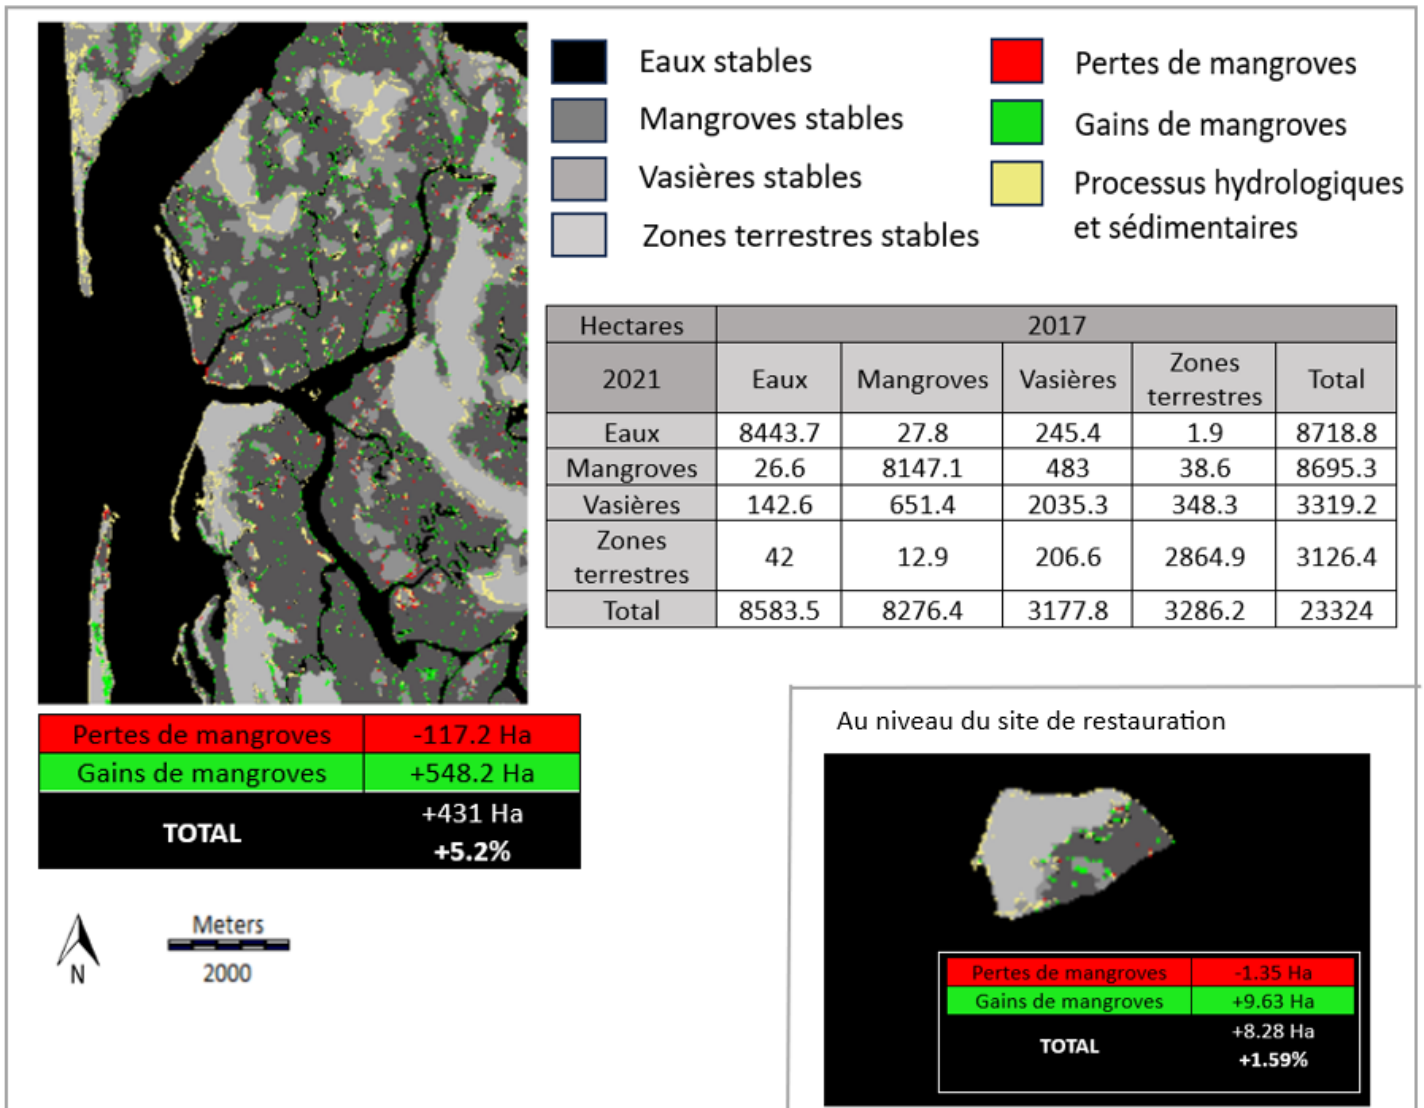 Eaux stables
Mangroves stables
Vasières stables
Zones terrestres stables
Pertes de mangroves
Gains de mangroves
Processus hydrologiques
et sédimentaires
Hectares 2017
2021 Eaux Mangroves Vasières Zones terrestres Total
Eaux 8443.7 27.8 245.4 1.9 8718.8
Mangroves 26.6 8147.1 483 38.6 8695.3
Vasières 142.6 651.4 2035.3 348.3 3319.2
Zones terrestres 42 12.9 206.6 2864.9 3126.4
Total 8583.5 8276.4 3177.8 3286.2 23324
Pertes de mangroves -117.2 Ha
Gains de mangroves +548.2 Ha
TOTAL +431 Ha
+5.2%
N
Meters
2000
Au niveau du site de restauration
Pertes de mangroves -1.35 Ha
Gains de mangroves +9.63 Ha
TOTAL +8.28 Ha
+1.59%